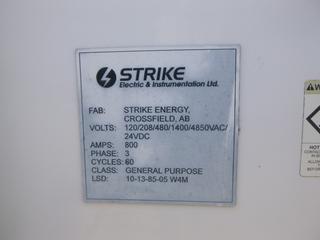 STRIKE
Electric & Instrumentation Ltd.
FAB: STRIKE ENERGY,
CROSSFIELD, AB
VOLTS: 120/208/480/1400/4850VAC/
24VDC
AMPS: 800
PHASE: 3
CYCLES: 60
CLASS: GENERAL PURPOSE
LSD: 10-13-85-05 W4M
HOT